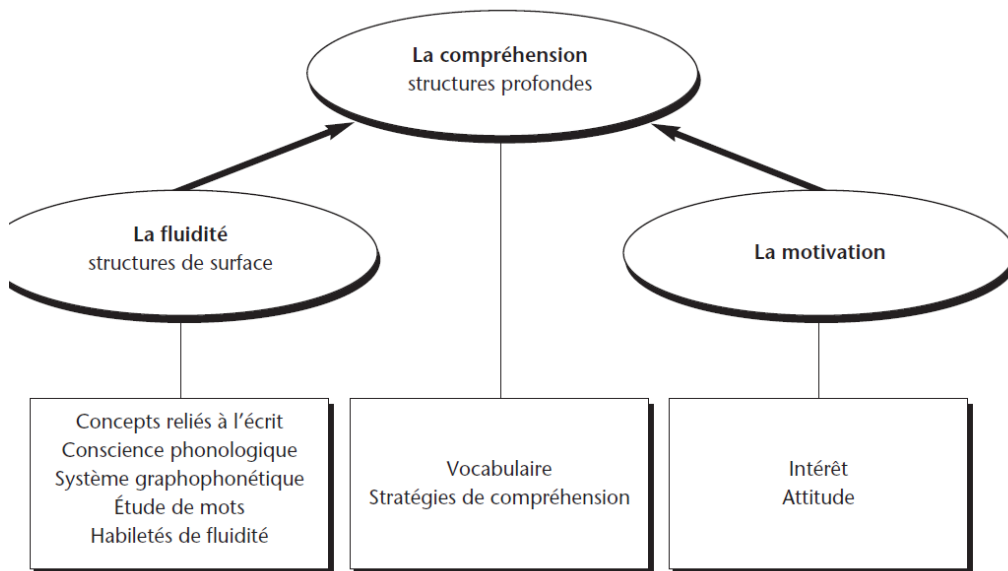 La compréhension
structures profondes
La fluidité
structures de surface
La motivation
Concepts reliés à l’écrit
Conscience phonologique
Système graphophonétique
Étude de mots
Habiletés de fluidité
Vocabulaire
Stratégies de compréhension
Intérêt
Attitude